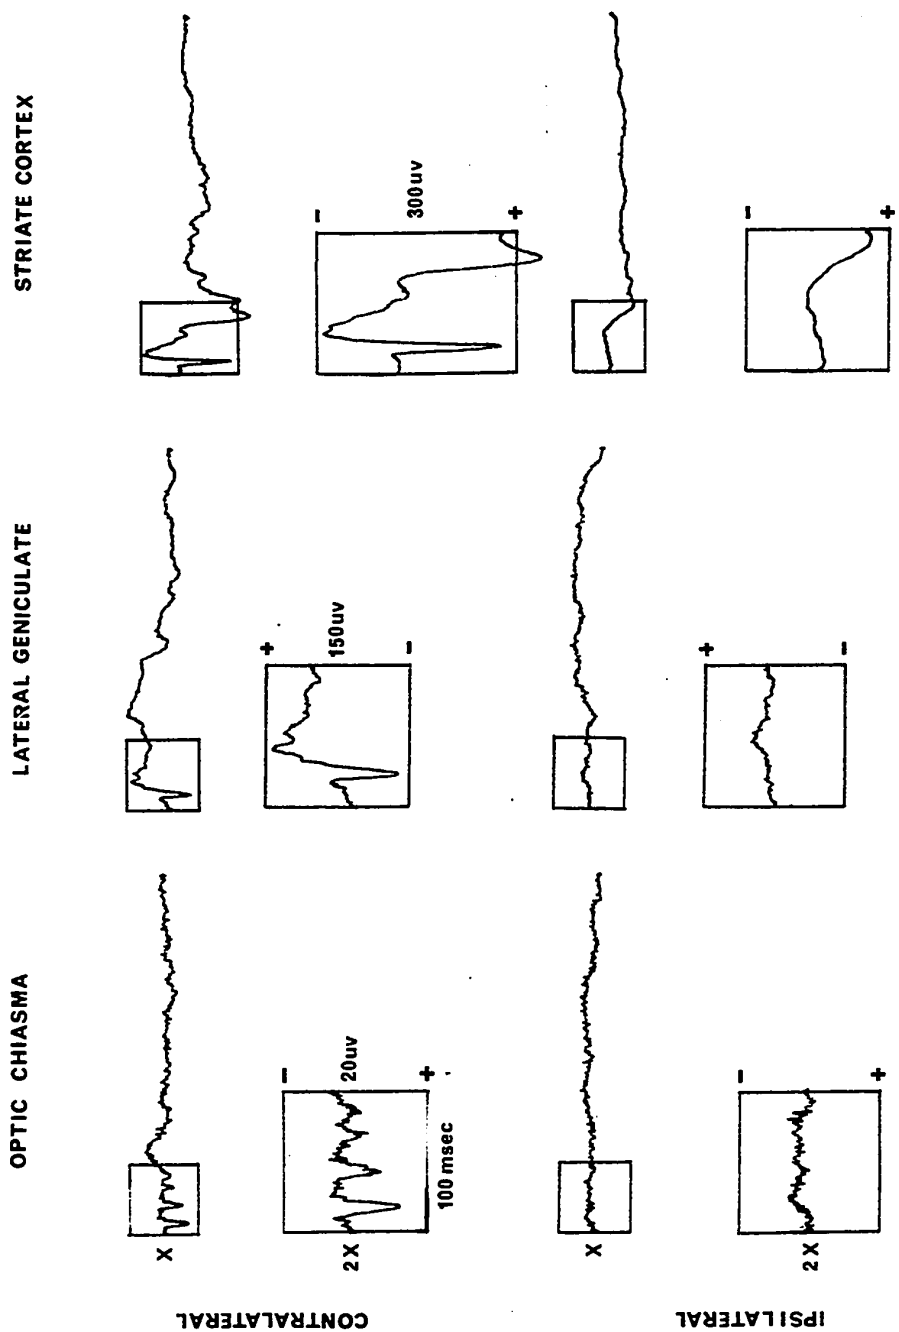 OPTIC CHIASMA
LATERAL GENICULATE
STRIATE CORTEX
CONTRALATERAL
X
2X
-
20uv
+
100 msec
+
150uv
-
-
300uv
+
IPSILATERAL
X
2X
-
+
+
-
-
+